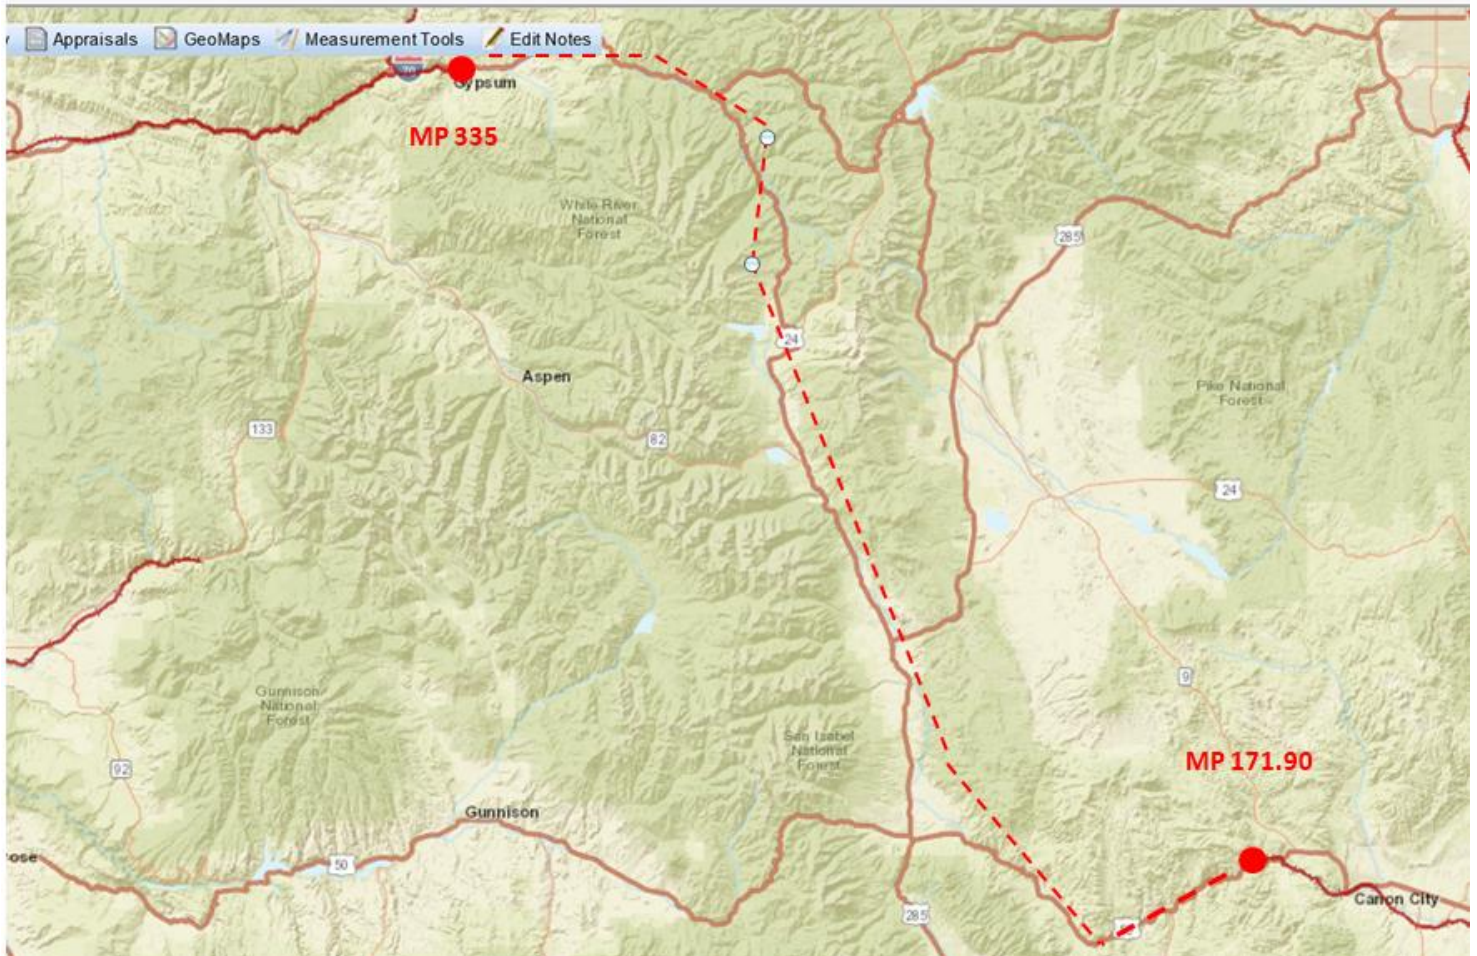 Appraisals GeoMaps Measurement Tools Edit Notes
70
Gypsum
MP 335
White River
National
Forest
285
24
Aspen
Pike National
Forest
133
82
24
9
Gunnison
National
Forest
San Isabel
National
Forest
MP 171.90
92
Gunnison
ose
50
Canon City
285